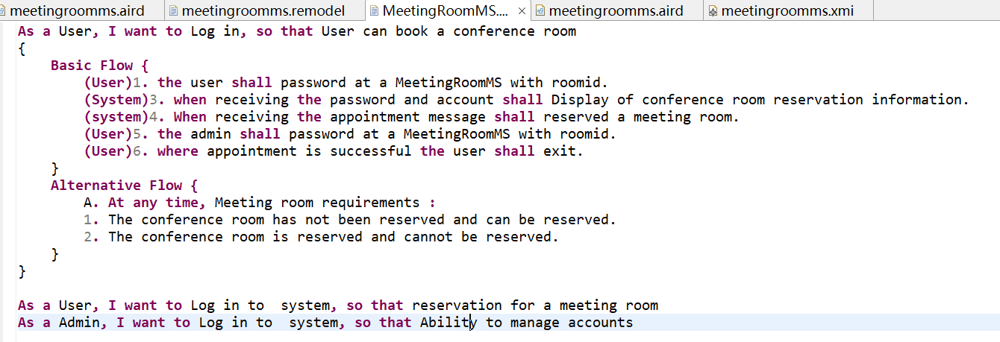 meetingroomms.aird meetingroomms.remodel MeetingRoomMS.... meetingroomms.aird meetingroomms.xmi
As a User, I want to Log in, so that User can book a conference room
{
Basic Flow {
(User)1. the user shall password at a MeetingRoomMS with roomid.
(System)3. when receiving the password and account shall Display of conference room reservation information.
(system)4. When receiving the appointment message shall reserved a meeting room.
(User)5. the admin shall password at a MeetingRoomMS with roomid.
(User)6. where appointment is successful the user shall exit.
}
Alternative Flow {
A. At any time, Meeting room requirements :
1. The conference room has not been reserved and can be reserved.
2. The conference room is reserved and cannot be reserved.
}
}
As a User, I want to Log in to  system, so that reservation for a meeting room
As a Admin, I want to Log in to  system, so that Ability to manage accounts